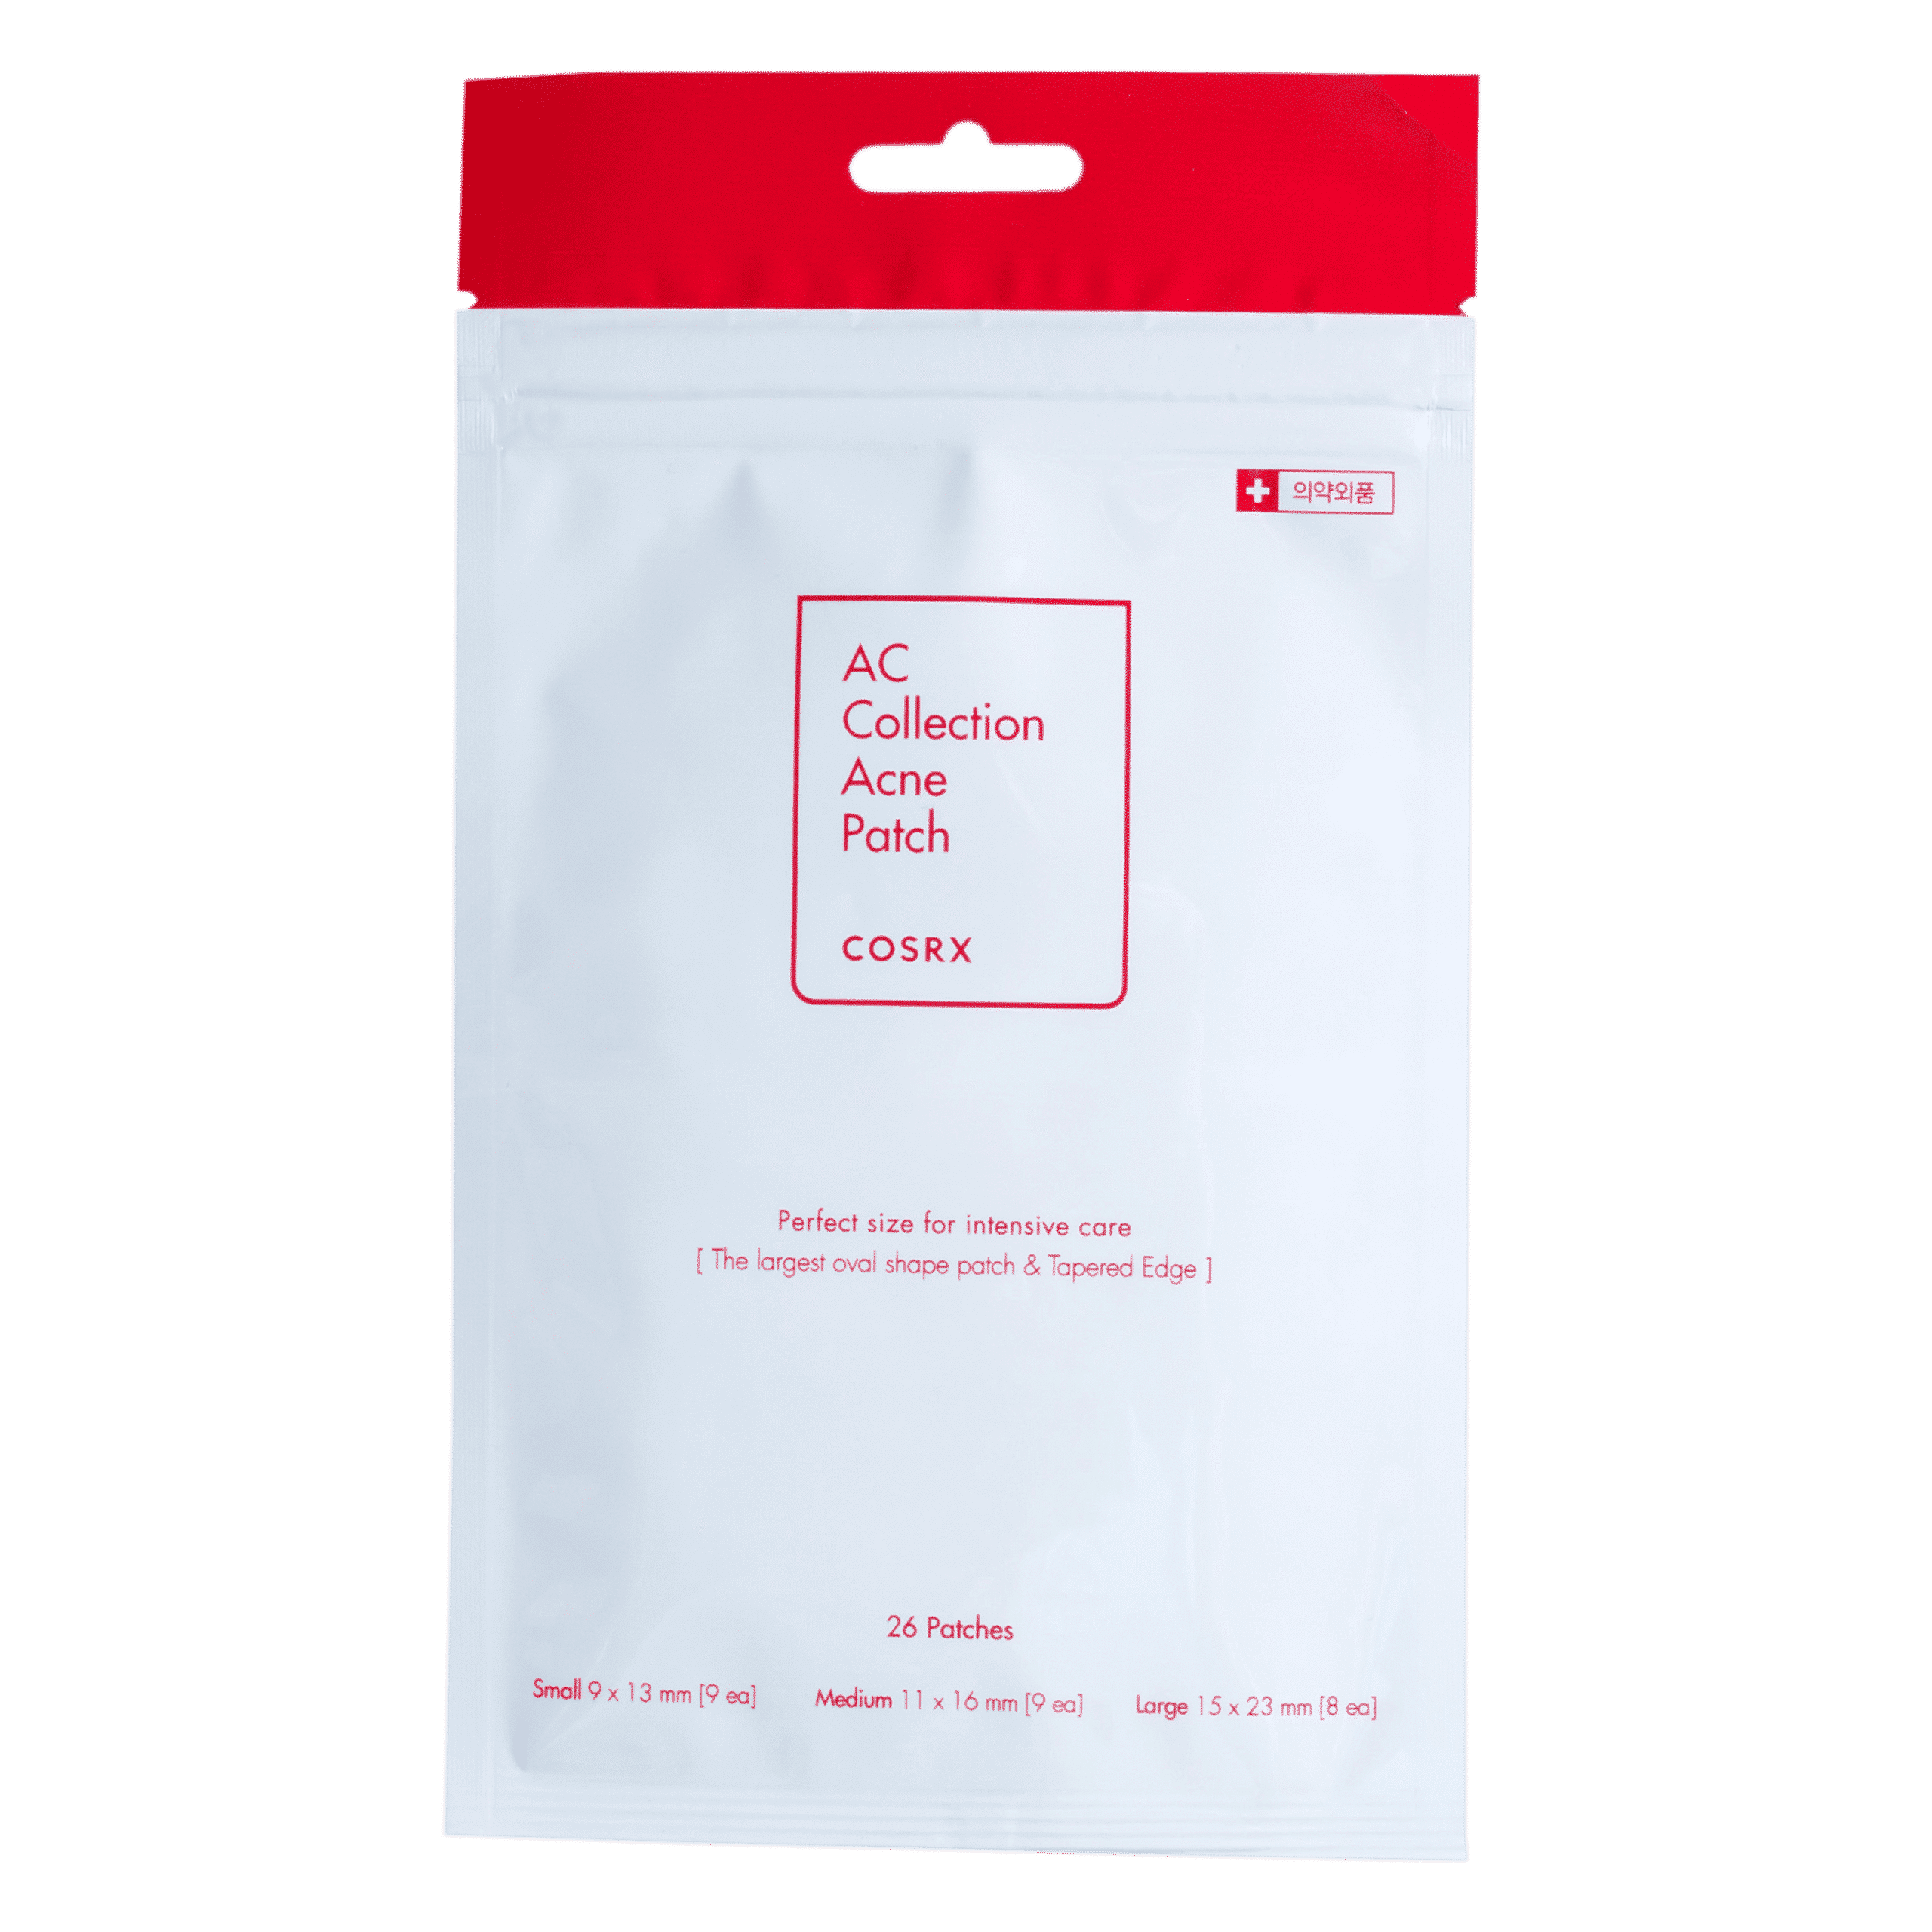 의약외품
AC
Collection
Acne
Patch
COSRX
Perfect size for intensive care
[ The largest oval shape patch & Tapered Edge ]
26 Patches
Small 9 x 13 mm [9 ea] Medium 11 x 16 mm [9 ea] Large 15 x 23 mm [8 ea]